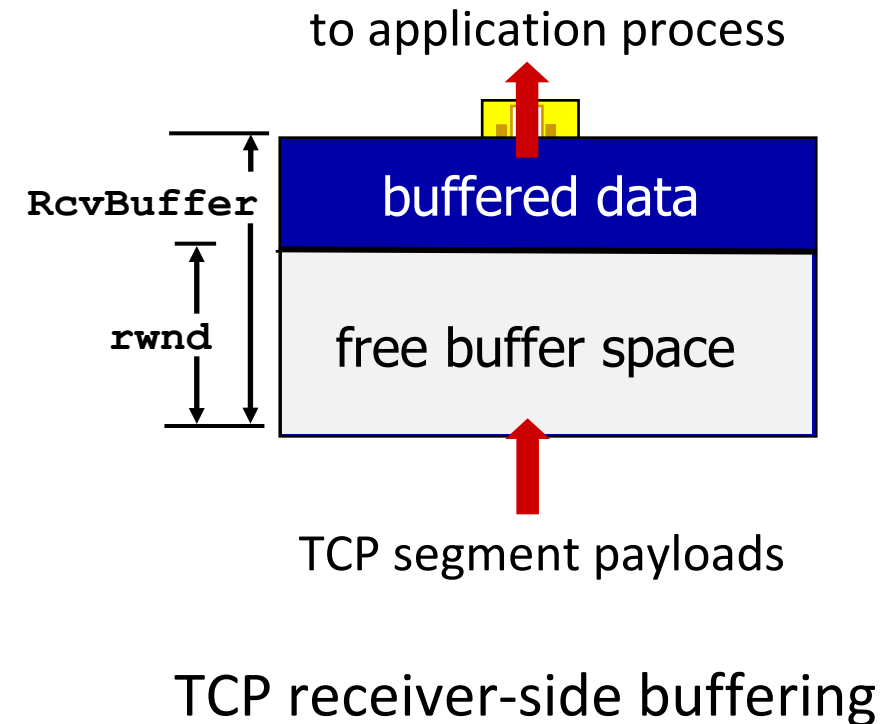 to application process
RcvBuffer
buffered data
rwnd
free buffer space
TCP segment payloads
TCP receiver-side buffering